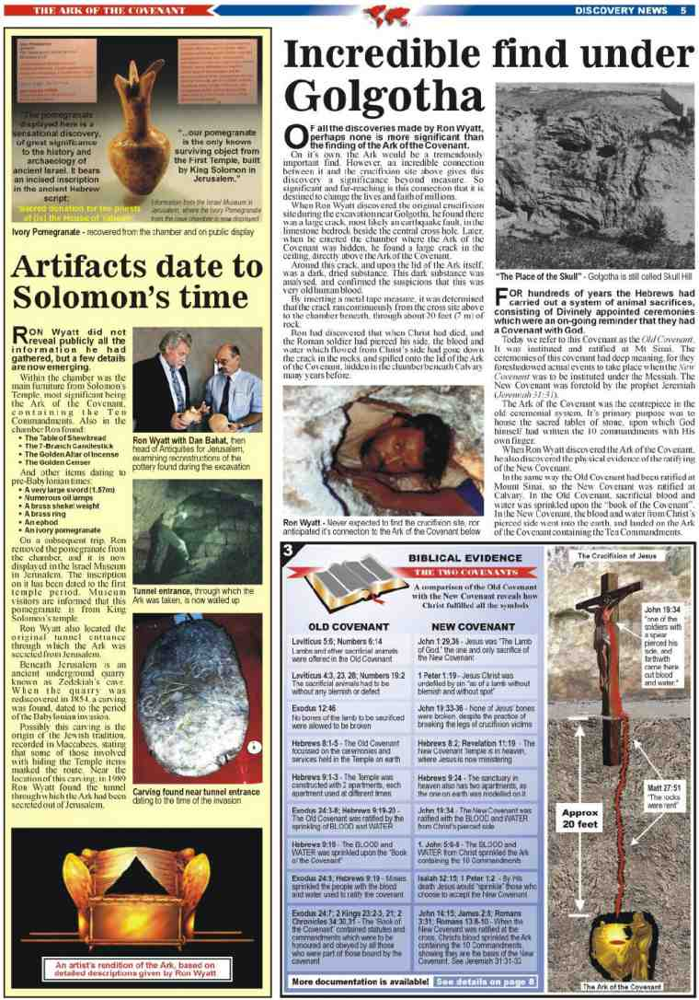 THE ARK OF THE COVENANT
DISCOVERY NEWS 5
"The pomegranate
displayed here is a
sensational discovery,
of great significance
to the history and
archaeology of
ancient Israel. It bears
an incised inscription
in the ancient Hebrew
script:
"Sacred donation for the priests
of (in) the House of Yahweh"
"...our pomegranate
is the only known
surviving object from
the First Temple, built
by King Solomon in
Jerusalem."
Information from the Israel Museum in
Jerusalem, where the Ivory Pomegranate
from the cave chamber is now displayed
Ivory Pomegranate - recovered from the chamber and on public display
Artifacts date to
Solomon's time
RON Wyatt did not
reveal publicly all the
information he had
gathered, but a few details
are now emerging.
Within the chamber was the
main furniture from Solomon's
Temple, most significant being
the Ark of the Covenant,
containing the Ten
Commandments. Also in the
chamber Ron found:
• The Table of Shewbread
• The 7-Branch Candlestick
• The Golden Altar of Incense
• The Golden Censer
And other items dating to
pre-Babylonian times:
• A very large sword (1.57m)
• Numerous oil lamps
• A brass shekel weight
• A brass ring
• An ephod
• An ivory pomegranate
On a subsequent trip, Ron
removed the pomegranate from
the chamber, and it is now
displayed in the Israel Museum
in Jerusalem. The inscription
on it has been dated to the first
temple period. Museum
visitors are informed that this
pomegranate is from King
Solomon's temple.
Ron Wyatt also located the
original tunnel entrance
through which the Ark was
secreted from Jerusalem.
Beneath Jerusalem is an
ancient underground quarry
known as Zedekiah's cave.
When the quarry was
rediscovered in 1854, a carving
was found, dated to the period
of the Babylonian invasion.
Possibly this carving is the
origin of the Jewish tradition,
recorded in Maccabees, stating
that some of those involved
with hiding the Temple items
marked the route. Near the
location of this carving, in 1989
Ron Wyatt found the tunnel
through which the Ark had been
secreted out of Jerusalem.
Ron Wyatt with Dan Bahat, then
head of Antiquities for Jerusalem,
examining reconstructions of the
pottery found during the excavation
Tunnel entrance, through which the
Ark was taken, is now walled up
Carving found near tunnel entrance
dating to the time of the invasion
An artist's rendition of the Ark, based on
detailed descriptions given by Ron Wyatt
Incredible find under
Golgotha
OF all the discoveries made by Ron Wyatt,
perhaps none is more significant than
the finding of the Ark of the Covenant.
On it's own, the Ark would be a tremendously
important find. However, an incredible connection
between it and the crucifixion site above gives this
discovery a significance beyond measure. So
significant and far-reaching is this connection that it is
destined to change the lives and faith of millions.
When Ron Wyatt discovered the original crucifixion
site during the excavation near Golgotha, he found there
was a large crack, most likely an earthquake fault, in the
limestone bedrock beside the central cross hole. Later,
when he entered the chamber where the Ark of the
Covenant was hidden, he found a large crack in the
ceiling, directly above the Ark of the Covenant.
Around this crack, and upon the lid of the Ark itself,
was a dark, dried substance. This dark substance was
analysed, and confirmed the suspicions that this was
very old human blood.
By inserting a metal tape measure, it was determined
that the crack ran continuously from the cross site above
to the chamber beneath, through about 20 feet (7 m) of
rock.
Ron had discovered that when Christ had died, and
the Roman soldier had pierced his side, the blood and
water which flowed from Christ's side had gone down
the crack in the rocks, and spilled onto the lid of the Ark
of the Covenant, hidden in the chamber beneath Calvary
many years before.
Ron Wyatt - Never expected to find the crucifixion site, nor
anticipated it's connection to the Ark of the Covenant below
"The Place of the Skull" - Golgotha is still called Skull Hill
FOR hundreds of years the Hebrews had
carried out a system of animal sacrifices,
consisting of Divinely appointed ceremonies
which were an on-going reminder that they had
a Covenant with God.
Today we refer to this Covenant as the Old Covenant.
It was instituted and ratified at Mt Sinai. The
ceremonies of this covenant had deep meaning, for they
foreshadowed actual events to take place when the New
Covenant was to be instituted under the Messiah. The
New Covenant was foretold by the prophet Jeremiah
(Jeremiah 31:31).
The Ark of the Covenant was the centrepiece in the
old ceremonial system. It's primary purpose was to
house the sacred tables of stone, upon which God
himself had written the 10 commandments with His
own finger.
When Ron Wyatt discovered the Ark of the Covenant,
he also discovered the physical evidence of the ratifying
of the New Covenant.
In the same way the Old Covenant had been ratified at
Mount Sinai, so the New Covenant was ratified at
Calvary. In the Old Covenant, sacrificial blood and
water was sprinkled upon the "book of the Covenant".
In the New Covenant, the blood and water from Christ's
pierced side went into the earth, and landed on the Ark
of the Covenant containing the Ten Commandments.
3
BIBLICAL EVIDENCE
THE TWO COVENANTS
A comparison of the Old Covenant
with the New Covenant reveals how
Christ fulfilled all the symbols
OLD COVENANT
NEW COVENANT
Leviticus 5:6; Numbers 6:14
Lambs and other sacrificial animals
were offered in the Old Covenant
John 1:29,36 - Jesus was "The Lamb
of God," the one and only sacrifice of
the New Covenant
Leviticus 4:3, 23, 28; Numbers 19:2
The sacrificial animals had to be
without any blemish or defect
1 Peter 1:19 - Jesus Christ was
undefiled by sin "as of a lamb without
blemish and without spot"
Exodus 12:46
No bones of the lamb to be sacrificed
were allowed to be broken
John 19:33-36 - None of Jesus' bones
were broken, despite the practice of
breaking the legs of crucifixion victims
Hebrews 8:1-5 - The Old Covenant
focussed on the ceremonies and
services held in the Temple on earth
Hebrews 8:2; Revelation 11:19 - The
New Covenant Temple is in heaven,
where Jesus is now ministering
Hebrews 9:1-3 - The Temple was
constructed with 2 apartments, each
apartment used at different times
Hebrews 9:24 - The sanctuary in
heaven also has two apartments, as
the one on earth was modelled on it
Exodus 24:3-8; Hebrews 9:19-20 -
The Old Covenant was ratified by the
sprinkling of BLOOD and WATER
John 19:34 - The New Covenant was
ratified with the BLOOD and WATER
from Christ's pierced side
Hebrews 9:19 - The BLOOD and
WATER was sprinkled upon the "Book
of the Covenant"
1. John 5:6-8 - The BLOOD and
WATER from Christ sprinkled the Ark
containing the 10 Commandments
Exodus 24:8; Hebrews 9:19 - Moses
sprinkled the people with the blood
and water used to ratify the covenant
Isaiah 52:15; 1 Peter 1:2 - By His
death Jesus would "sprinkle" those who
choose to accept the New Covenant
Exodus 24:7; 2 Kings 23:2-3, 21; 2
Chronicles 34:30,31 - The 'Book of
the Covenant' contained statutes and
commandments which were to be
honoured and obeyed by all those
who were part of those bound by the
covenant
John 14:15; James 2:8; Romans
3:31; Romans 13:8-10 - When the
New Covenant was ratified at the
cross, Christ's blood sprinkled the Ark
containing the 10 Commandments,
showing they are the basis of the New
Covenant. See Jeremiah 31:31-33
More documentation is available! See details on page 8
The Crucifixion of Jesus
John 19:34
"one of the
soldiers with
a spear
pierced his
side, and
forthwith
came there
out blood
and water."
Matt 27:51
"The rocks
were rent"
Approx
20 feet
The Ark of the Covenant